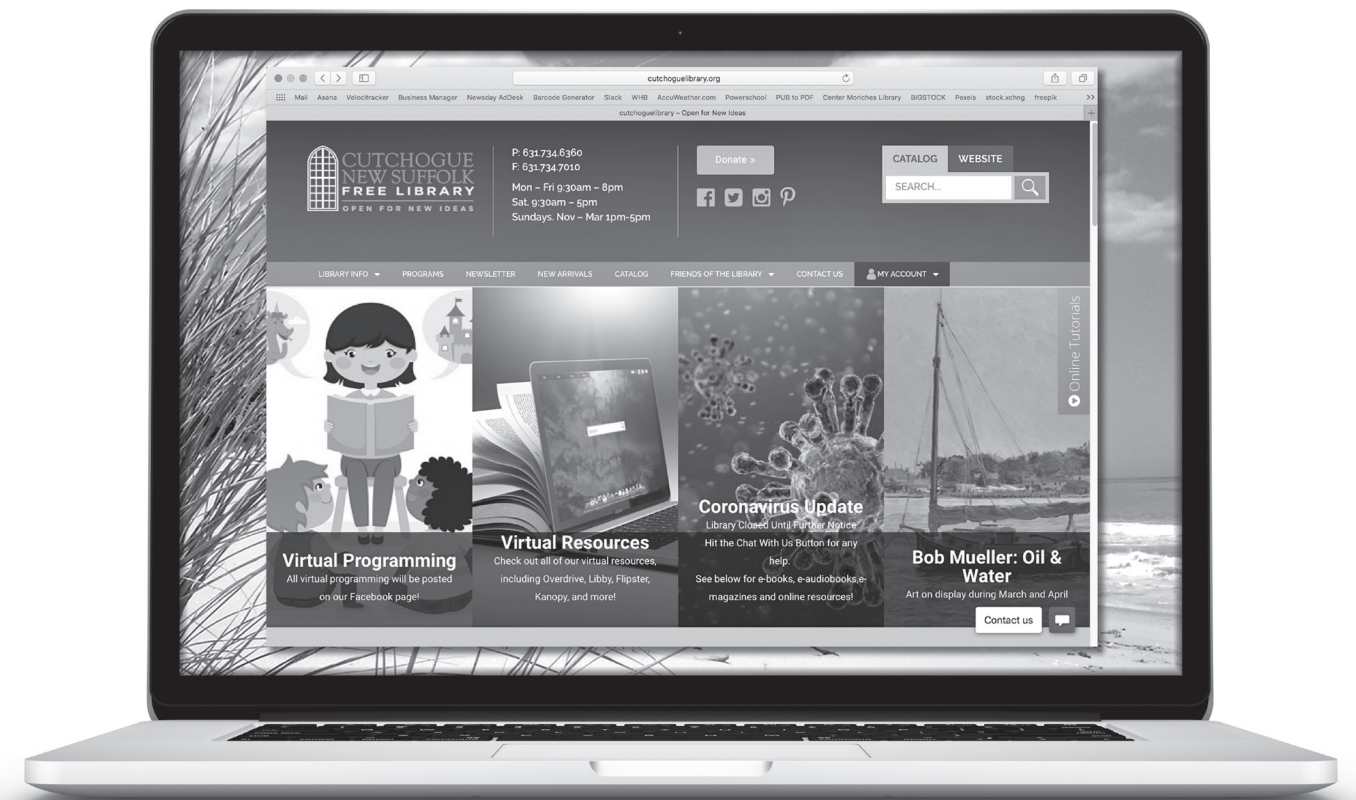 cutchoguelibrary.org
Mail Asana Velocitracker Business Manager Newsday AdDesk Barcode Generator Slack WHB AccuWeather.com Powerschool PUB to PDF Center Moriches Library BIGSTOCK Pexels stock.xchng freepik >>
cutchoguelibrary – Open for New Ideas
+
CUTCHOGUE
NEW SUFFOLK
FREE LIBRARY
OPEN FOR NEW IDEAS
P: 631.734.6360
F: 631.734.7010
Mon – Fri 9:30am – 8pm
Sat. 9:30am – 5pm
Sundays. Nov – Mar 1pm-5pm
Donate »
CATALOG WEBSITE
SEARCH...
LIBRARY INFO PROGRAMS NEWSLETTER NEW ARRIVALS CATALOG FRIENDS OF THE LIBRARY CONTACT US MY ACCOUNT
Online Tutorials
Virtual Programming
All virtual programming will be posted
on our Facebook page!
Virtual Resources
Check out all of our virtual resources,
including Overdrive, Libby, Flipster,
Kanopy, and more!
Coronavirus Update
Library Closed Until Further Notice
Hit the Chat With Us Button for any
help.
See below for e-books, e-audiobooks,e-
magazines and online resources!
Bob Mueller: Oil &
Water
Art on display during March and April
Contact us